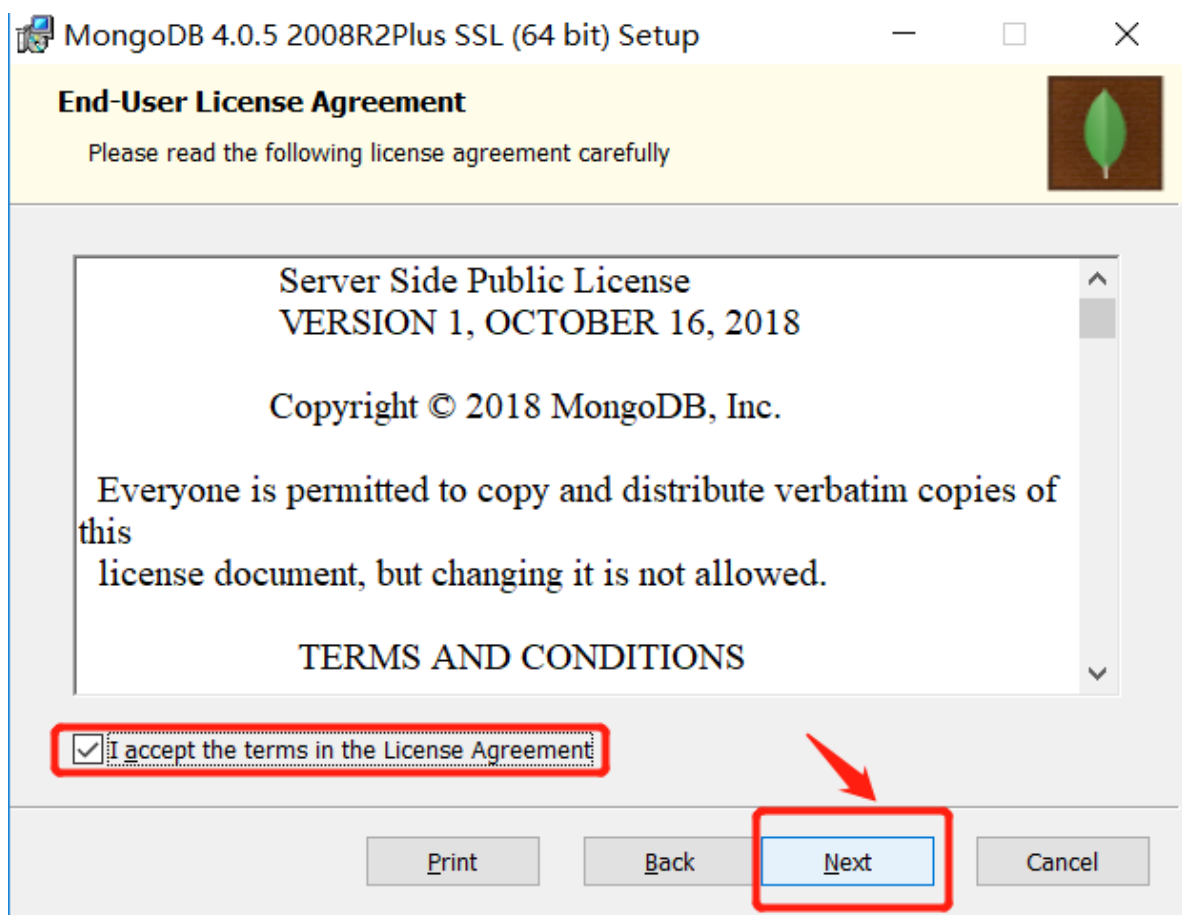 MongoDB 4.0.5 2008R2Plus SSL (64 bit) Setup
End-User License Agreement
Please read the following license agreement carefully
Server Side Public License
VERSION 1, OCTOBER 16, 2018
Copyright © 2018 MongoDB, Inc.
Everyone is permitted to copy and distribute verbatim copies of
this
license document, but changing it is not allowed.
TERMS AND CONDITIONS
I accept the terms in the License Agreement
Print Back Next Cancel